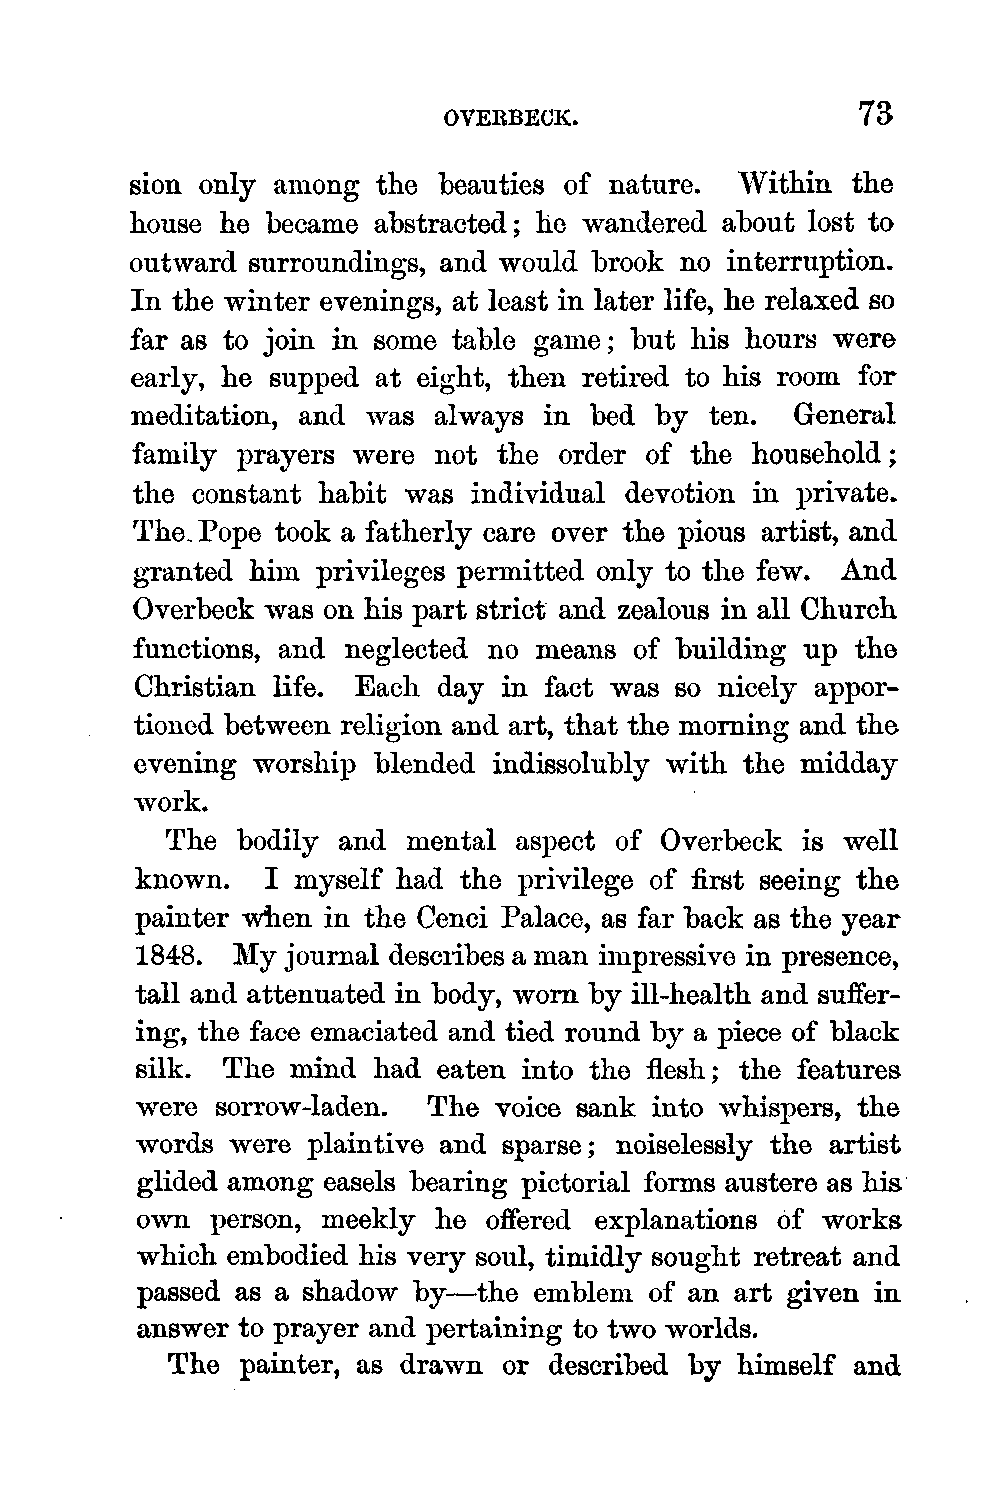 OVERBECK. 73
sion only among the beauties of nature. Within the
house he became abstracted; he wandered about lost to
outward surroundings, and would brook no interruption.
In the winter evenings, at least in later life, he relaxed so
far as to join in some table game; but his hours were
early, he supped at eight, then retired to his room for
meditation, and was always in bed by ten. General
family prayers were not the order of the household;
the constant habit was individual devotion in private.
The Pope took a fatherly care over the pious artist, and
granted him privileges permitted only to the few. And
Overbeck was on his part strict and zealous in all Church
functions, and neglected no means of building up the
Christian life. Each day in fact was so nicely appor-
tioned between religion and art, that the morning and the
evening worship blended indissolubly with the midday
work.
The bodily and mental aspect of Overbeck is well
known. I myself had the privilege of first seeing the
painter when in the Cenci Palace, as far back as the year
1848. My journal describes a man impressive in presence,
tall and attenuated in body, worn by ill-health and suffer-
ing, the face emaciated and tied round by a piece of black
silk. The mind had eaten into the flesh; the features
were sorrow-laden. The voice sank into whispers, the
words were plaintive and sparse; noiselessly the artist
glided among easels bearing pictorial forms austere as his
own person, meekly he offered explanations of works
which embodied his very soul, timidly sought retreat and
passed as a shadow by—the emblem of an art given in
answer to prayer and pertaining to two worlds.
The painter, as drawn or described by himself and